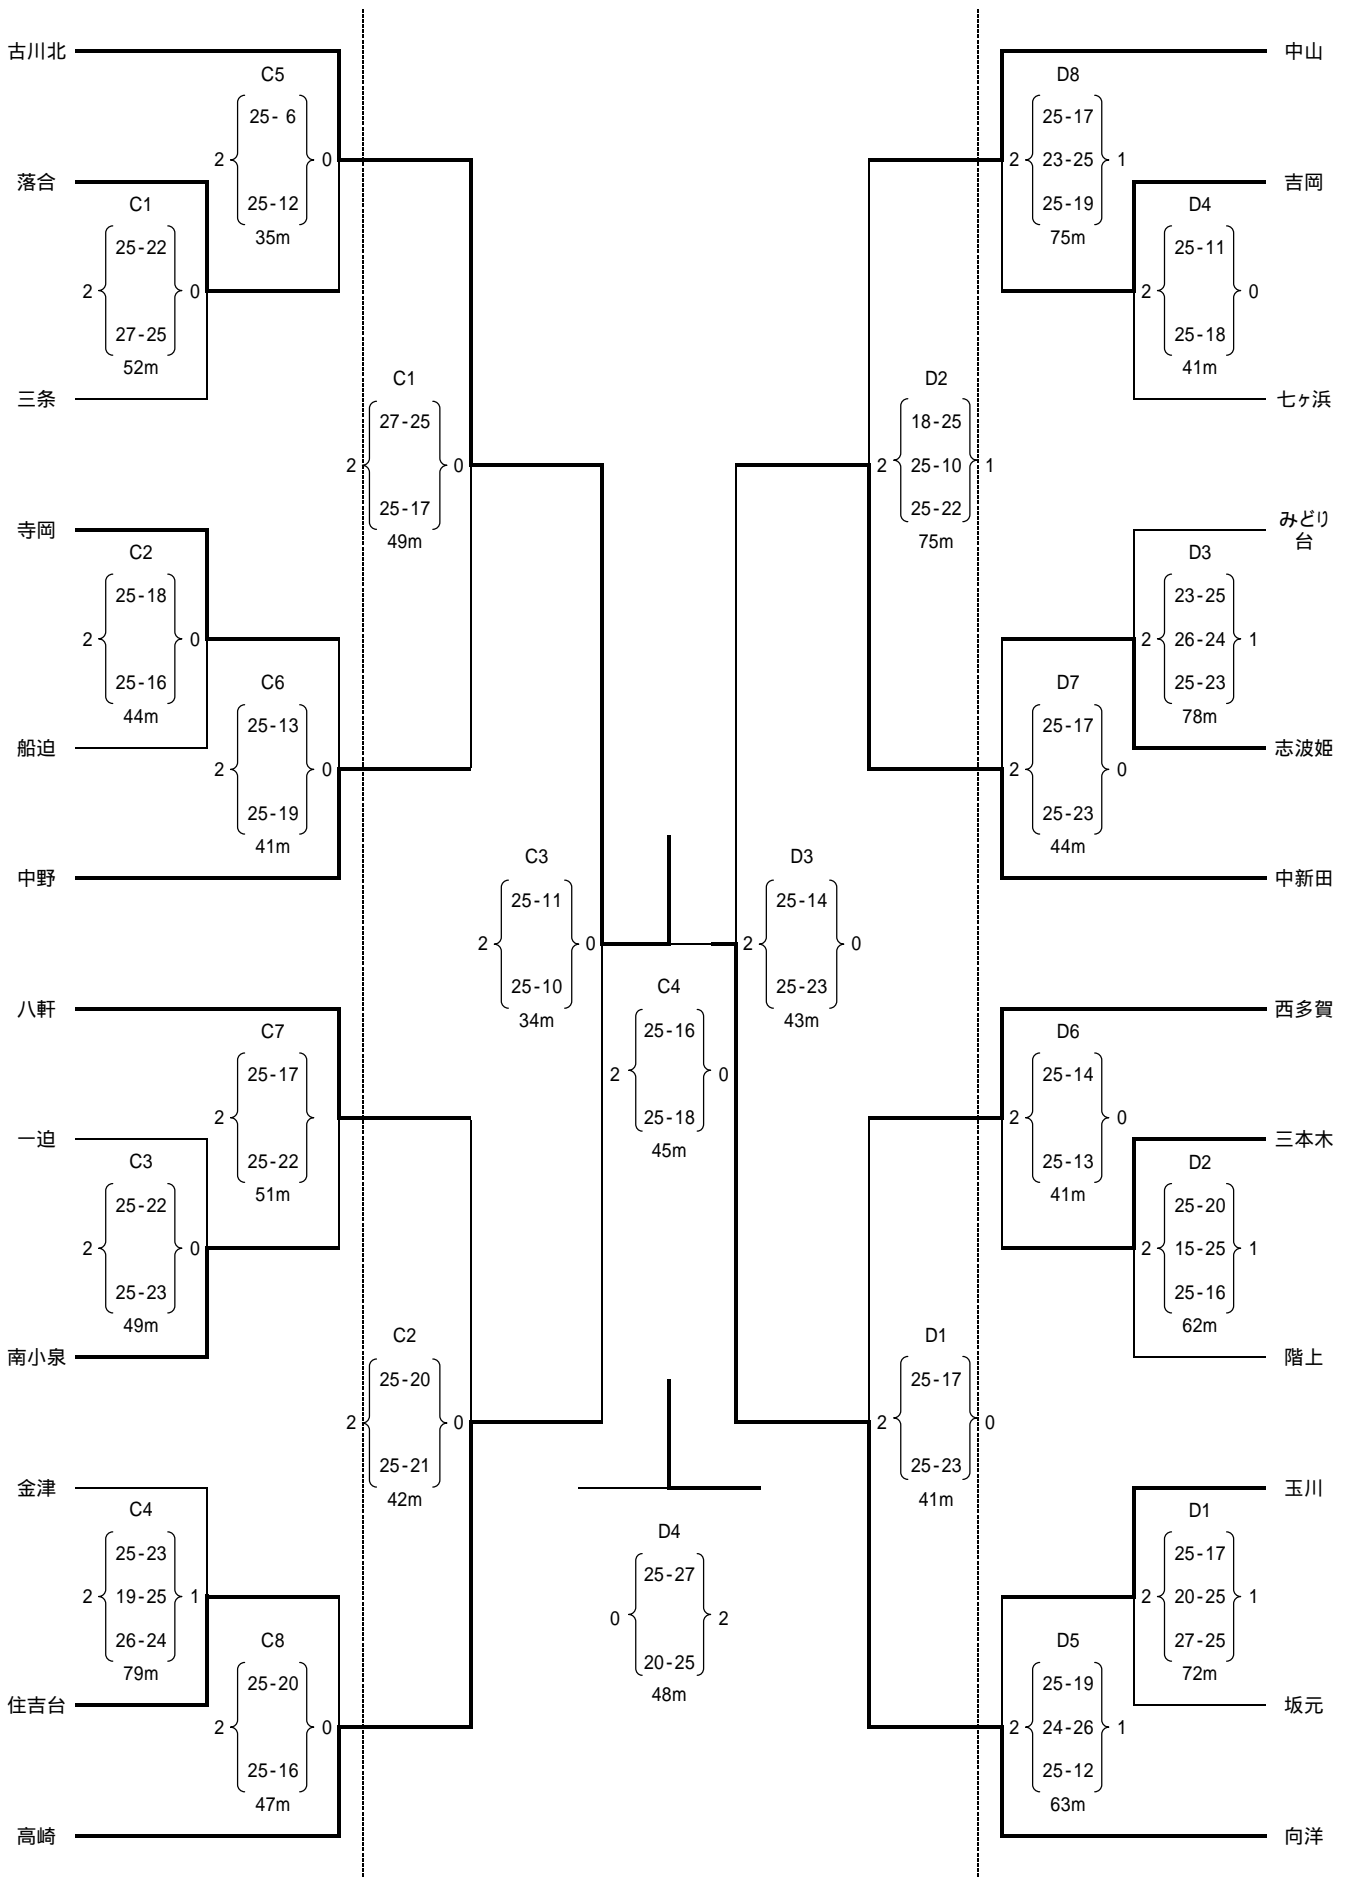 古川北
C5
25- 6
2 0
25-12
35m
落合
C1
25-22
2 0
27-25
52m
三条
C1
27-25
2 0
25-17
49m
寺岡
C2
25-18
2 0
25-16
44m
船迫
C6
25-13
2 0
25-19
41m
中野
C3
25-11
2 0
25-10
34m
八軒
C7
25-17
2
25-22
51m
一迫
C3
25-22
2 0
25-23
49m
南小泉
C2
25-20
2 0
25-21
42m
金津
C4
25-23
2 19-25 1
26-24
79m
住吉台
C8
25-20
2 0
25-16
47m
高崎
C4
25-16
2 0
25-18
45m
D4
25-27
0 2
20-25
48m
中山
D8
25-17
2 23-25 1
25-19
75m
吉岡
D4
25-11
2 0
25-18
41m
七ヶ浜
D2
18-25
2 25-10 1
25-22
75m
みどり
台
D3
23-25
2 26-24 1
25-23
78m
志波姫
D7
25-17
2 0
25-23
44m
中新田
D3
25-14
2 0
25-23
43m
西多賀
D6
25-14
2 0
25-13
41m
三本木
D2
25-20
2 15-25 1
25-16
62m
階上
D1
25-17
2 0
25-23
41m
玉川
D1
25-17
2 20-25 1
27-25
72m
坂元
D5
25-19
2 24-26 1
25-12
63m
向洋